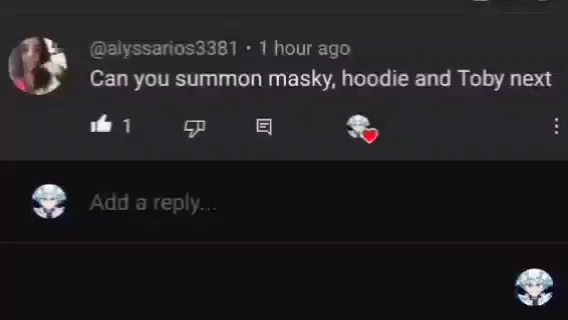 @alyssarios3381 • 1 hour ago
Can you summon masky, hoodie and Toby next
1
Add a reply...